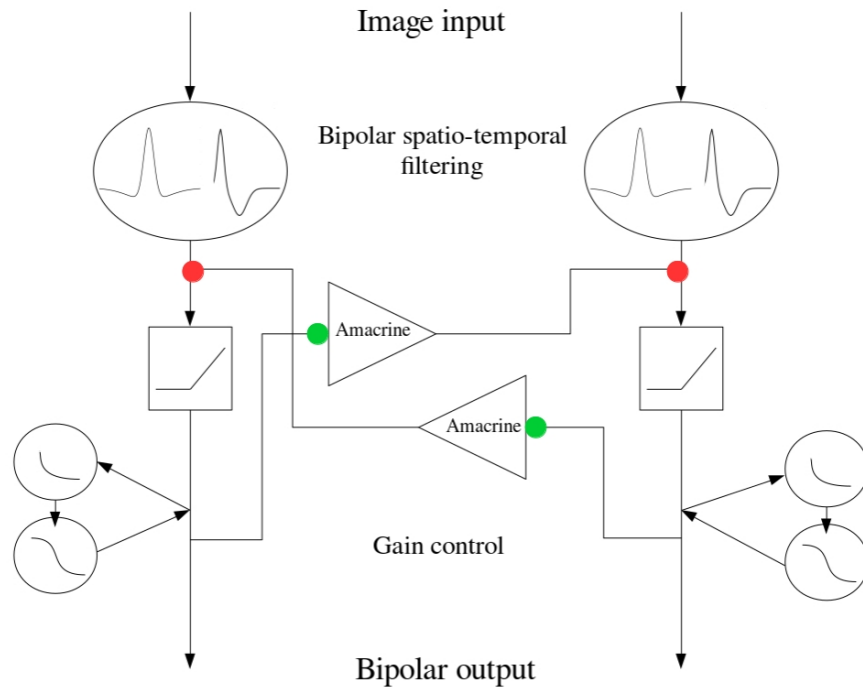 Image input
Bipolar spatio-temporal
filtering
Amacrine
Amacrine
Gain control
Bipolar output